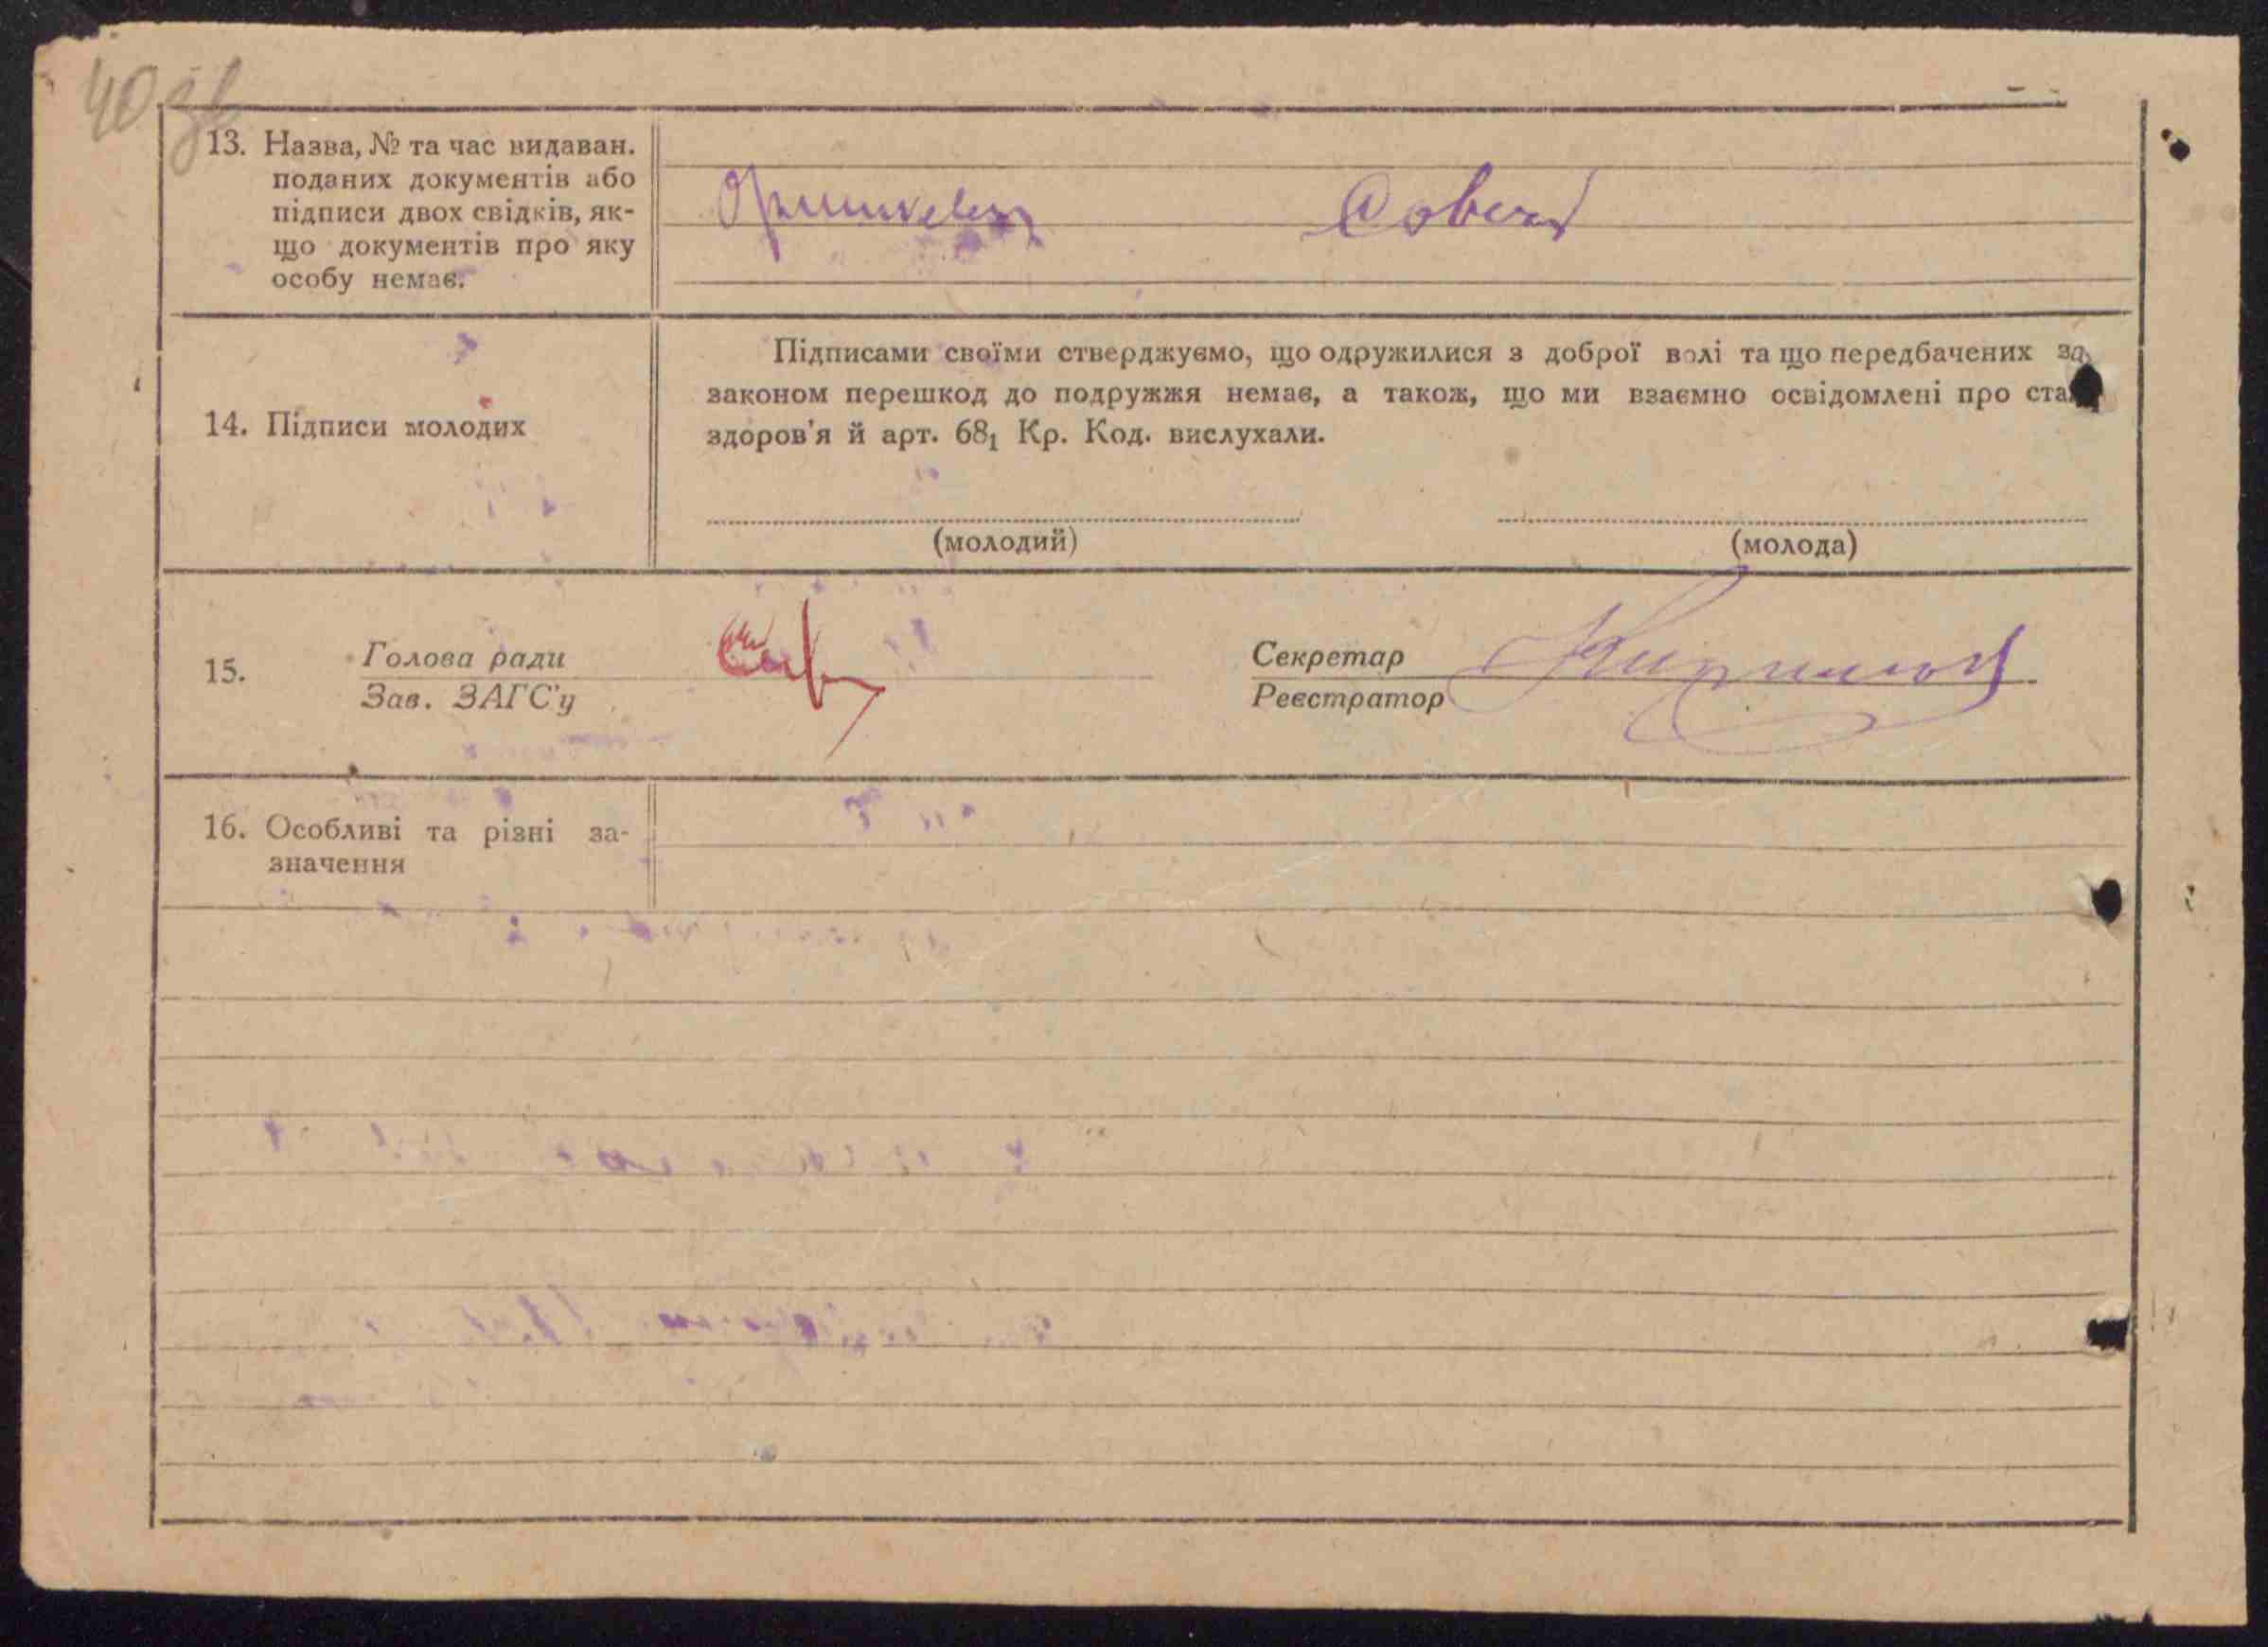 40 зв
13. Назва, № та час видаван.
поданих документів або
підписи двох свідків, як-
що документів про яку
особу немає.
14. Підписи молодих
Підписами своїми стверджуємо, що одружилися з доброї волі та що передбачених за
законом перешкод до подружжя немає, а також, що ми взаємно освідомлені про стан
здоров'я й арт. 68₁ Кр. Код. вислухали.
(молодий)
(молода)
15.
Голова ради
Зав. ЗАГС'у
Секретар
Реєстратор
16. Особливі та різні за-
значення